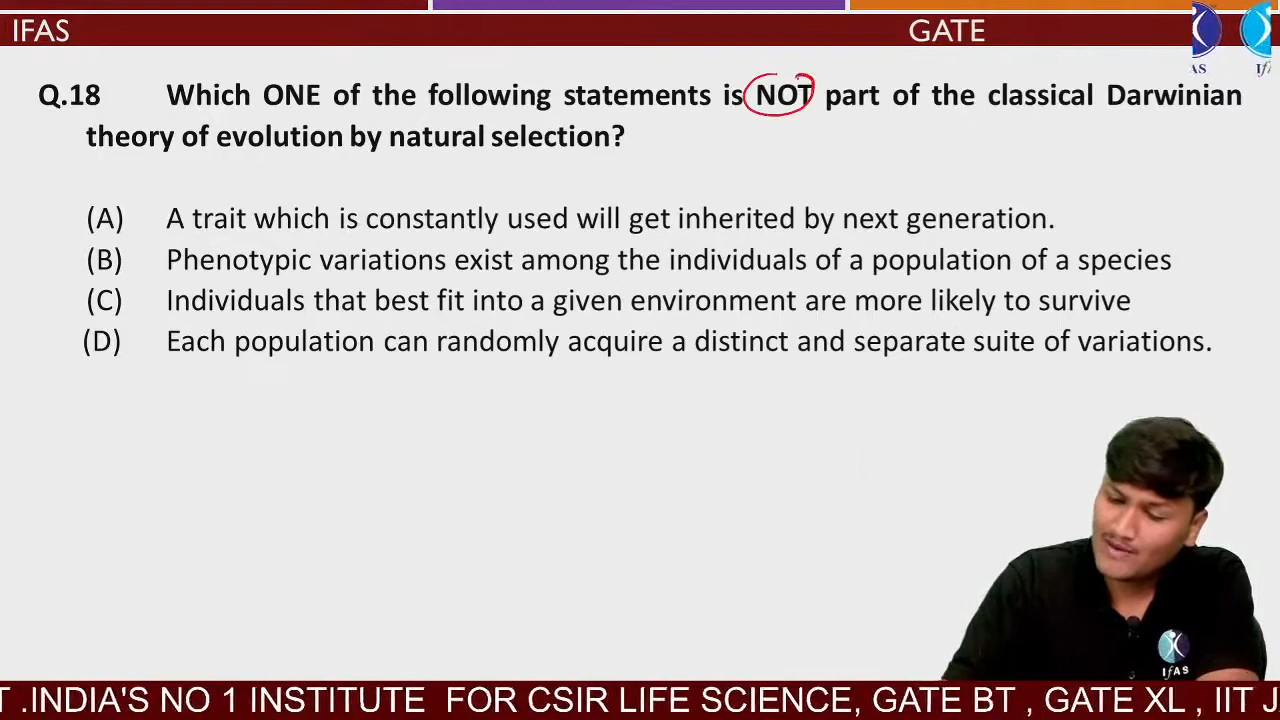 IFAS GATE
AS If
Q.18 Which ONE of the following statements is NOT part of the classical Darwinian
theory of evolution by natural selection?
(A) A trait which is constantly used will get inherited by next generation.
(B) Phenotypic variations exist among the individuals of a population of a species
(C) Individuals that best fit into a given environment are more likely to survive
(D) Each population can randomly acquire a distinct and separate suite of variations.
IfAS
T .INDIA'S NO 1 INSTITUTE FOR CSIR LIFE SCIENCE, GATE BT , GATE XL , IIT J